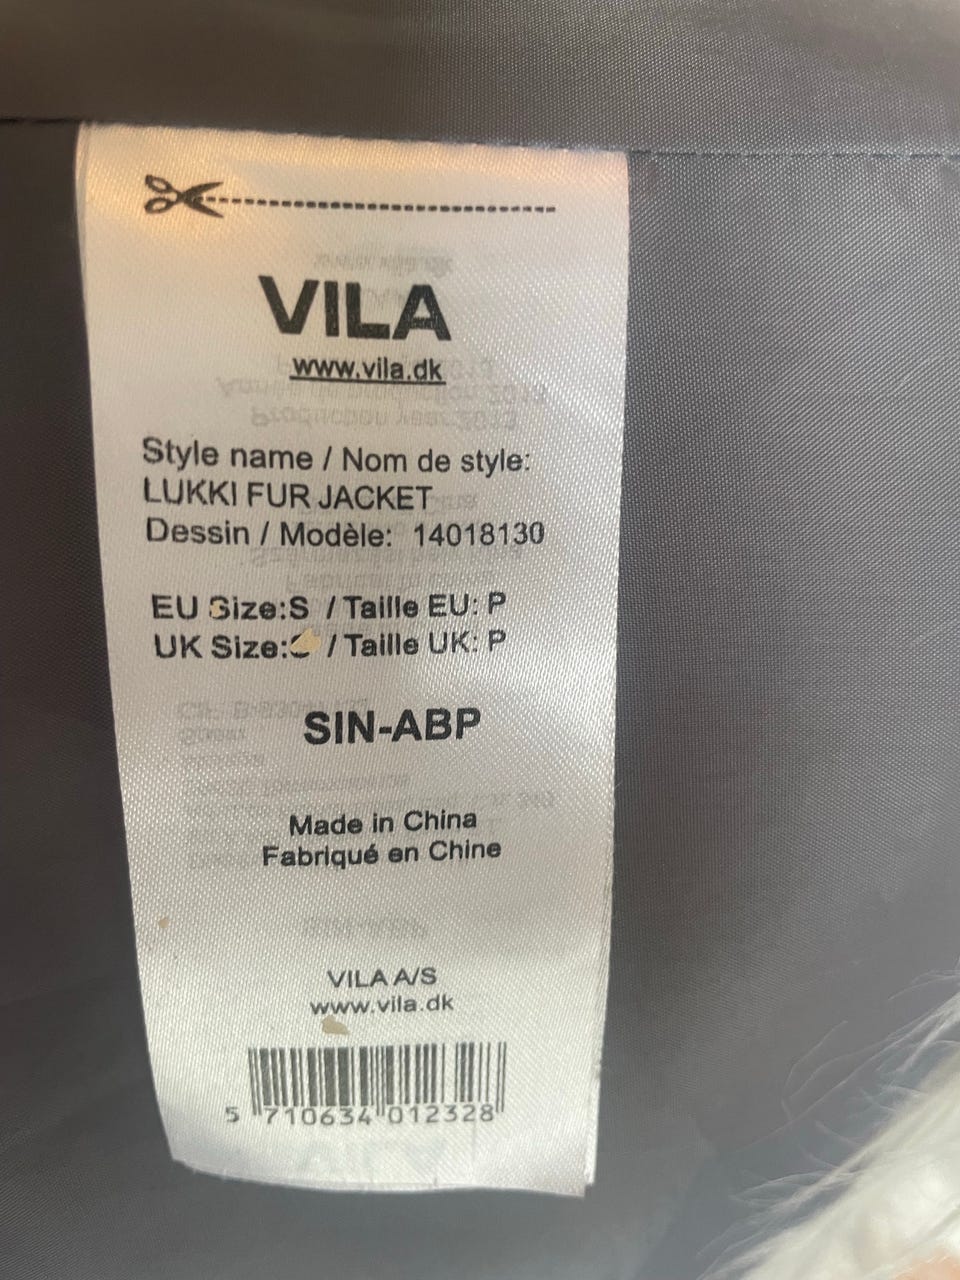 VILA
www.vila.dk
Style name / Nom de style:
LUKKI FUR JACKET
Dessin / Modèle: 14018130
EU Size:S / Taille EU: P
UK Size:S / Taille UK: P
SIN-ABP
Made in China
Fabriqué en Chine
VILA A/S
www.vila.dk
5 710634 012328